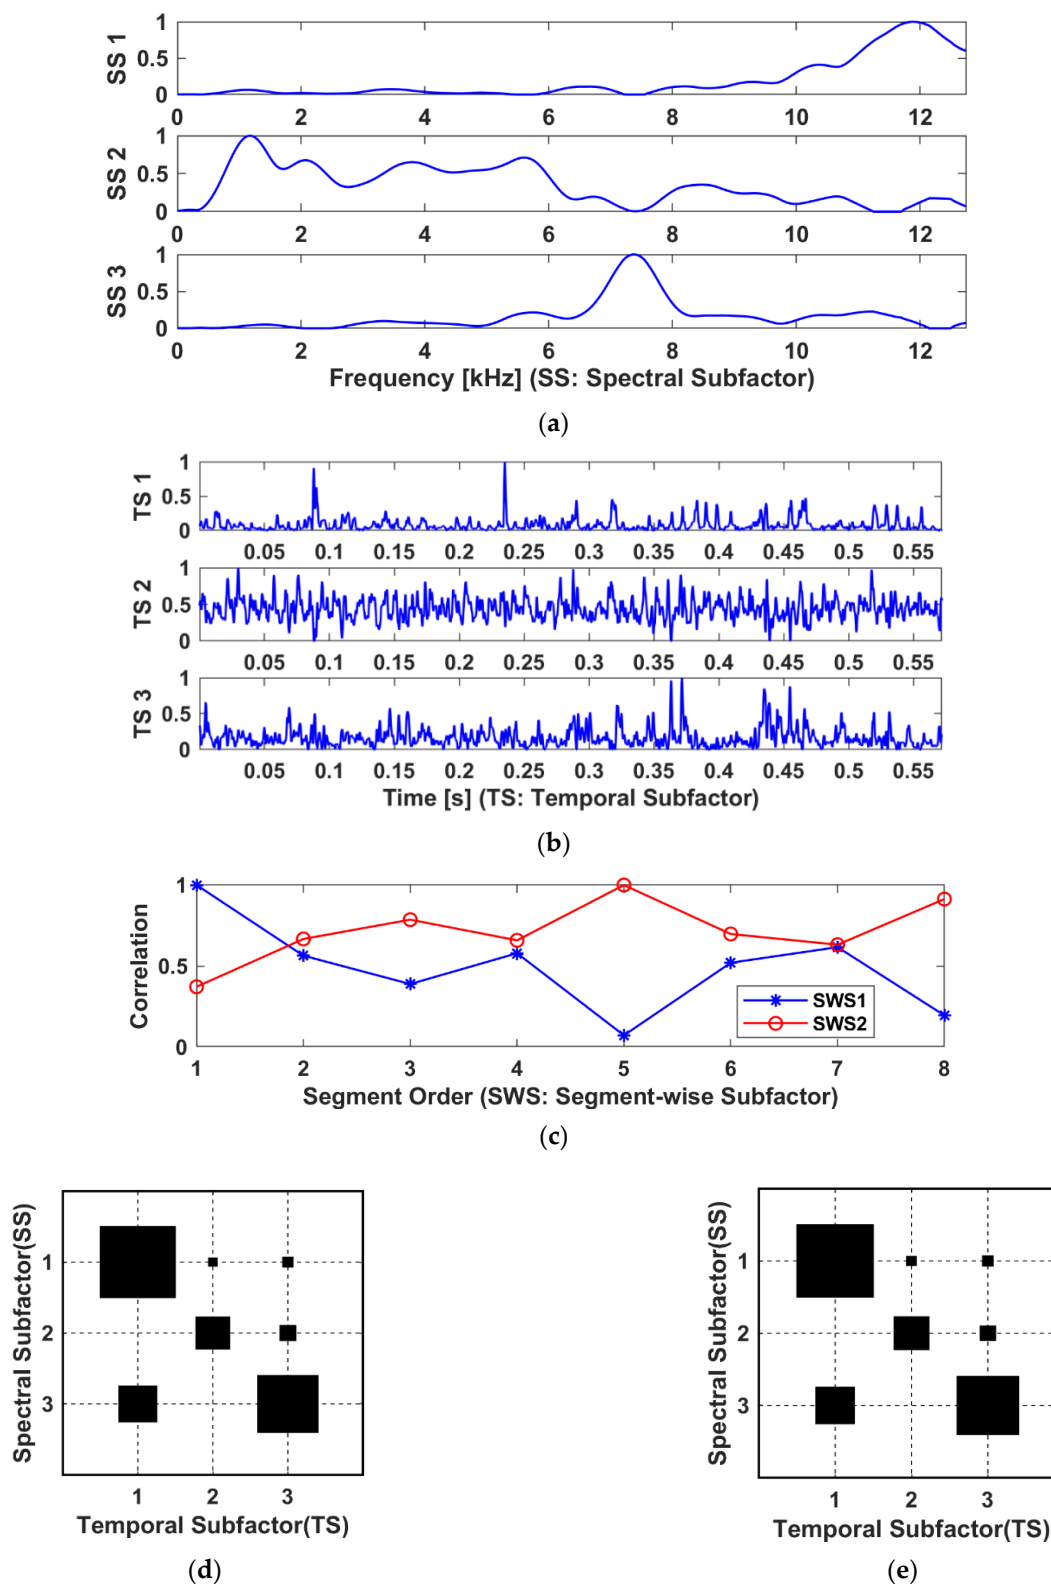 SS 1
1
0.5
0
0 2 4 6 8 10 12
SS 2
1
0.5
0
0 2 4 6 8 10 12
SS 3
1
0.5
0
0 2 4 6 8 10 12
Frequency [kHz] (SS: Spectral Subfactor)
(a)
TS 1
1
0.5
0
0.05 0.1 0.15 0.2 0.25 0.3 0.35 0.4 0.45 0.5 0.55
TS 2
1
0.5
0
0.05 0.1 0.15 0.2 0.25 0.3 0.35 0.4 0.45 0.5 0.55
TS 3
1
0.5
0
0.05 0.1 0.15 0.2 0.25 0.3 0.35 0.4 0.45 0.5 0.55
Time [s] (TS: Temporal Subfactor)
(b)
Correlation
1
0.5
0
SWS1
SWS2
1 2 3 4 5 6 7 8
Segment Order (SWS: Segment-wise Subfactor)
(c)
Spectral Subfactor(SS)
1
2
3
1 2 3
Temporal Subfactor(TS)
(d)
Spectral Subfactor(SS)
1
2
3
1 2 3
Temporal Subfactor(TS)
(e)